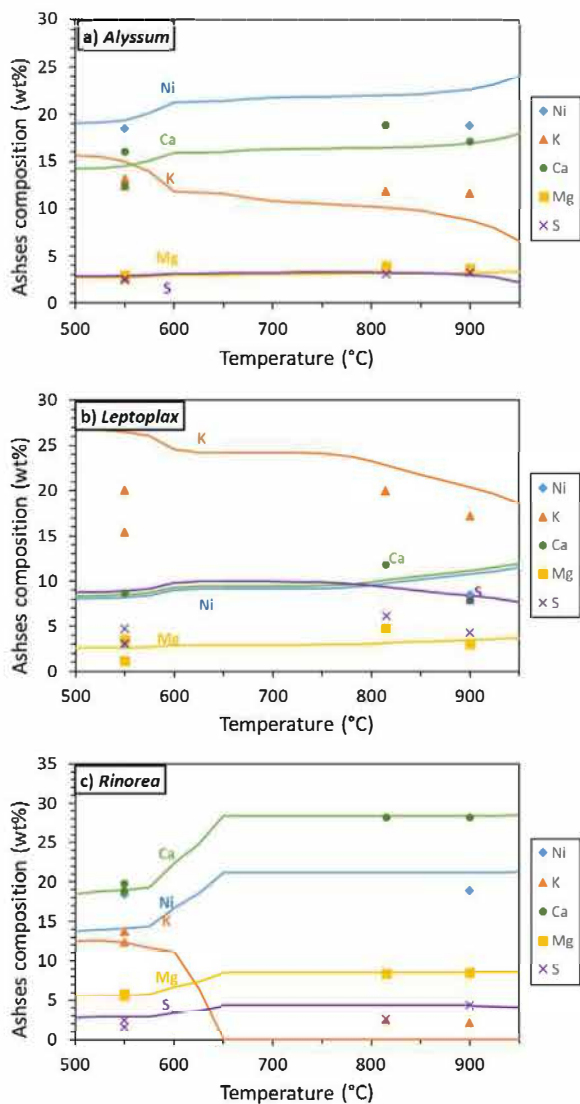 a) Alyssum
Ashses composition (wt%)
30
25
20
15
10
5
0
Ni
Ca
K
Mg
S
500 600 700 800 900
Temperature (°C)
Ni
K
Ca
Mg
S
b) Leptoplax
Ashses composition (wt%)
30
25
20
15
10
5
0
K
Ca
Ni
S
Mg
500 600 700 800 900
Temperature (°C)
Ni
K
Ca
Mg
S
c) Rinorea
Ashses composition (wt%)
35
30
25
20
15
10
5
0
Ca
Ni
K
Mg
S
500 600 700 800 900
Temperature (°C)
Ni
K
Ca
Mg
S